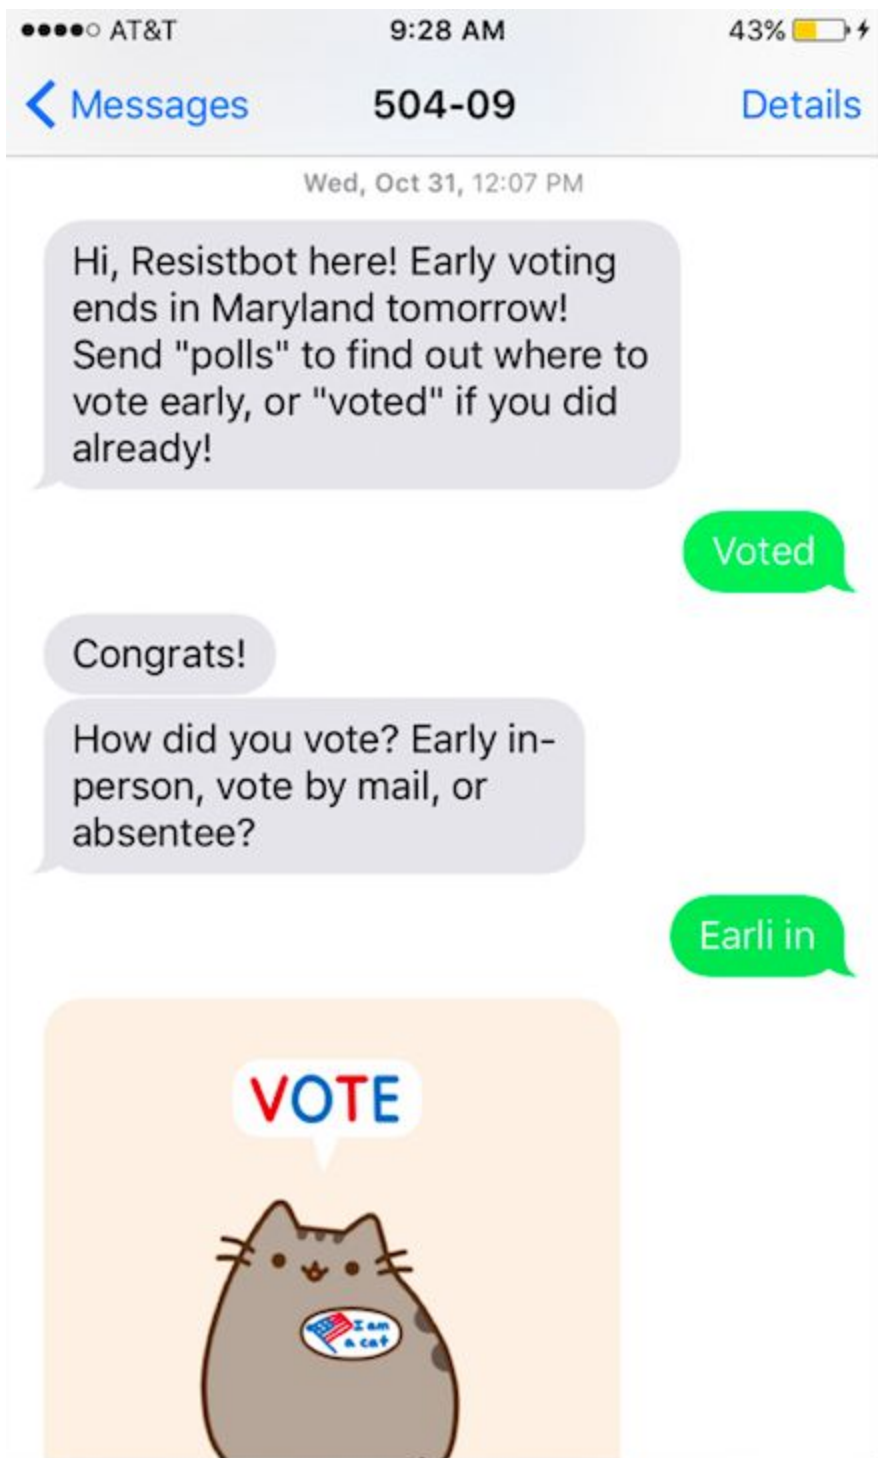 ●●●●○ AT&T 9:28 AM 43%
Messages 504-09 Details
Wed, Oct 31, 12:07 PM
Hi, Resistbot here! Early voting
ends in Maryland tomorrow!
Send "polls" to find out where to
vote early, or "voted" if you did
already!
Voted
Congrats!
How did you vote? Early in-
person, vote by mail, or
absentee?
Earli in
VOTE
I am
a cat